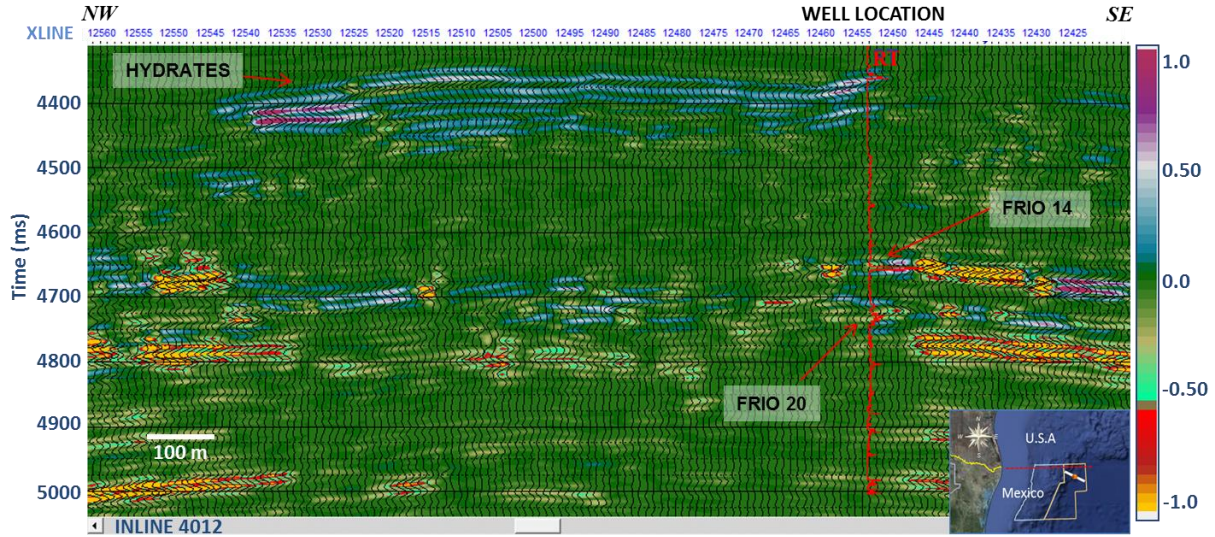 NW WELL LOCATION SE
XLINE 12560 12555 12550 12545 12540 12535 12530 12525 12520 12515 12510 12505 12500 12495 12490 12485 12480 12475 12470 12465 12460 12455 12450 12445 12440 12435 12430 12425
HYDRATES
RT
1.0
4400
4500
0.50
4600
FRIO 14
Time (ms)
0.0
4700
4800
-0.50
FRIO 20
4900
100 m
U.S.A
Mexico
5000
-1.0
INLINE 4012